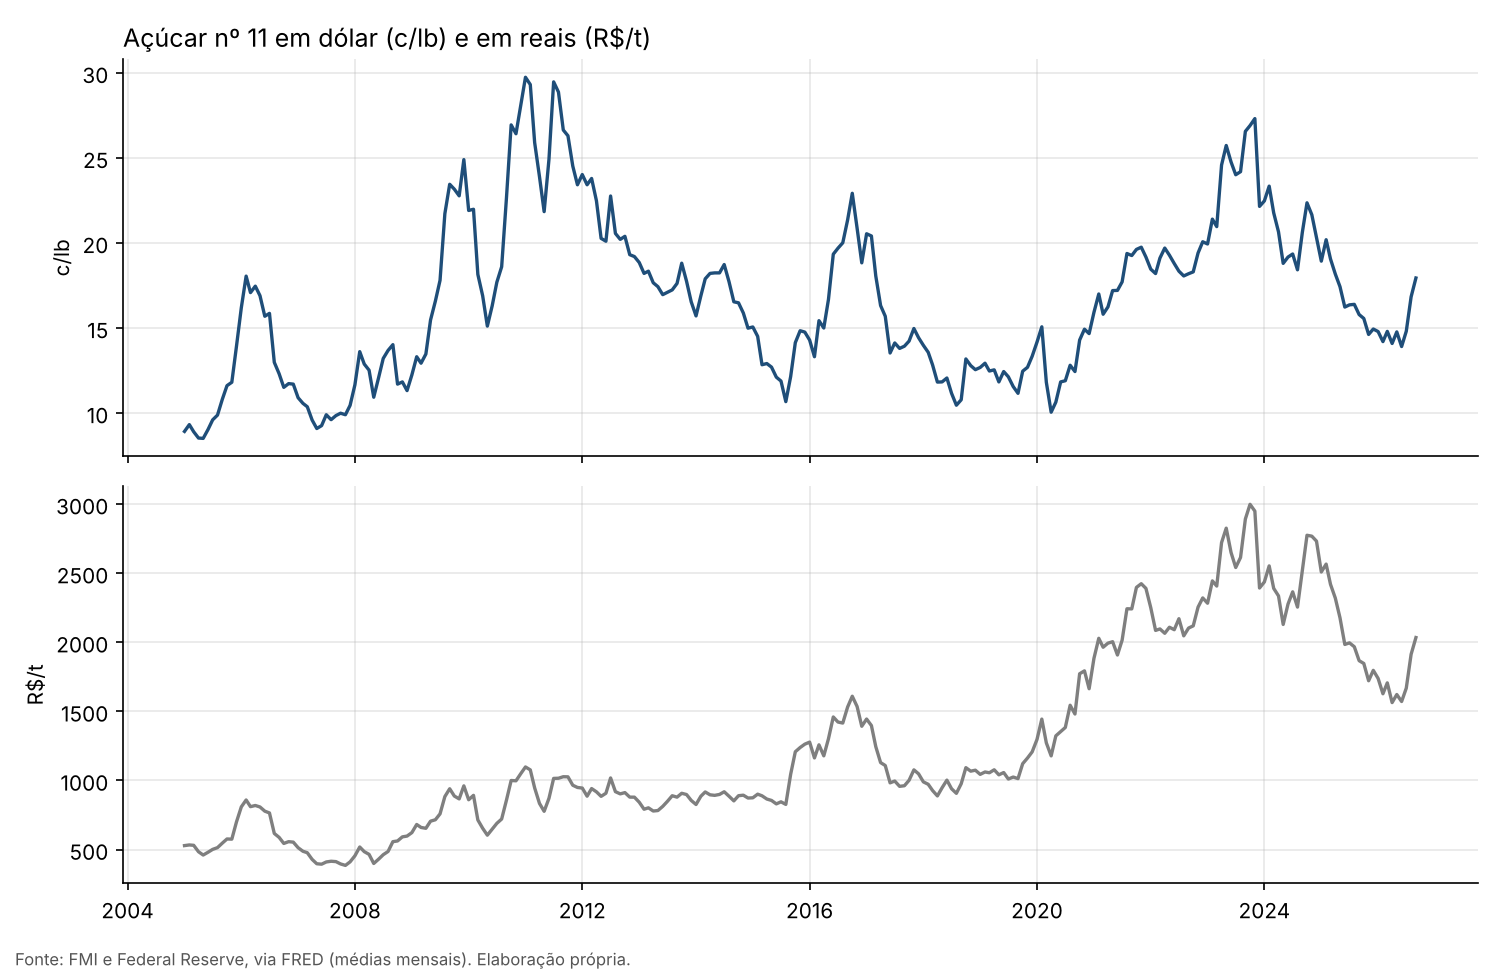 Açúcar nº 11 em dólar (c/lb) e em reais (R$/t)
30
25
20
15
10
c/lb
3000
2500
2000
1500
1000
500
R$/t
2004 2008 2012 2016 2020 2024
Fonte: FMI e Federal Reserve, via FRED (médias mensais). Elaboração própria.